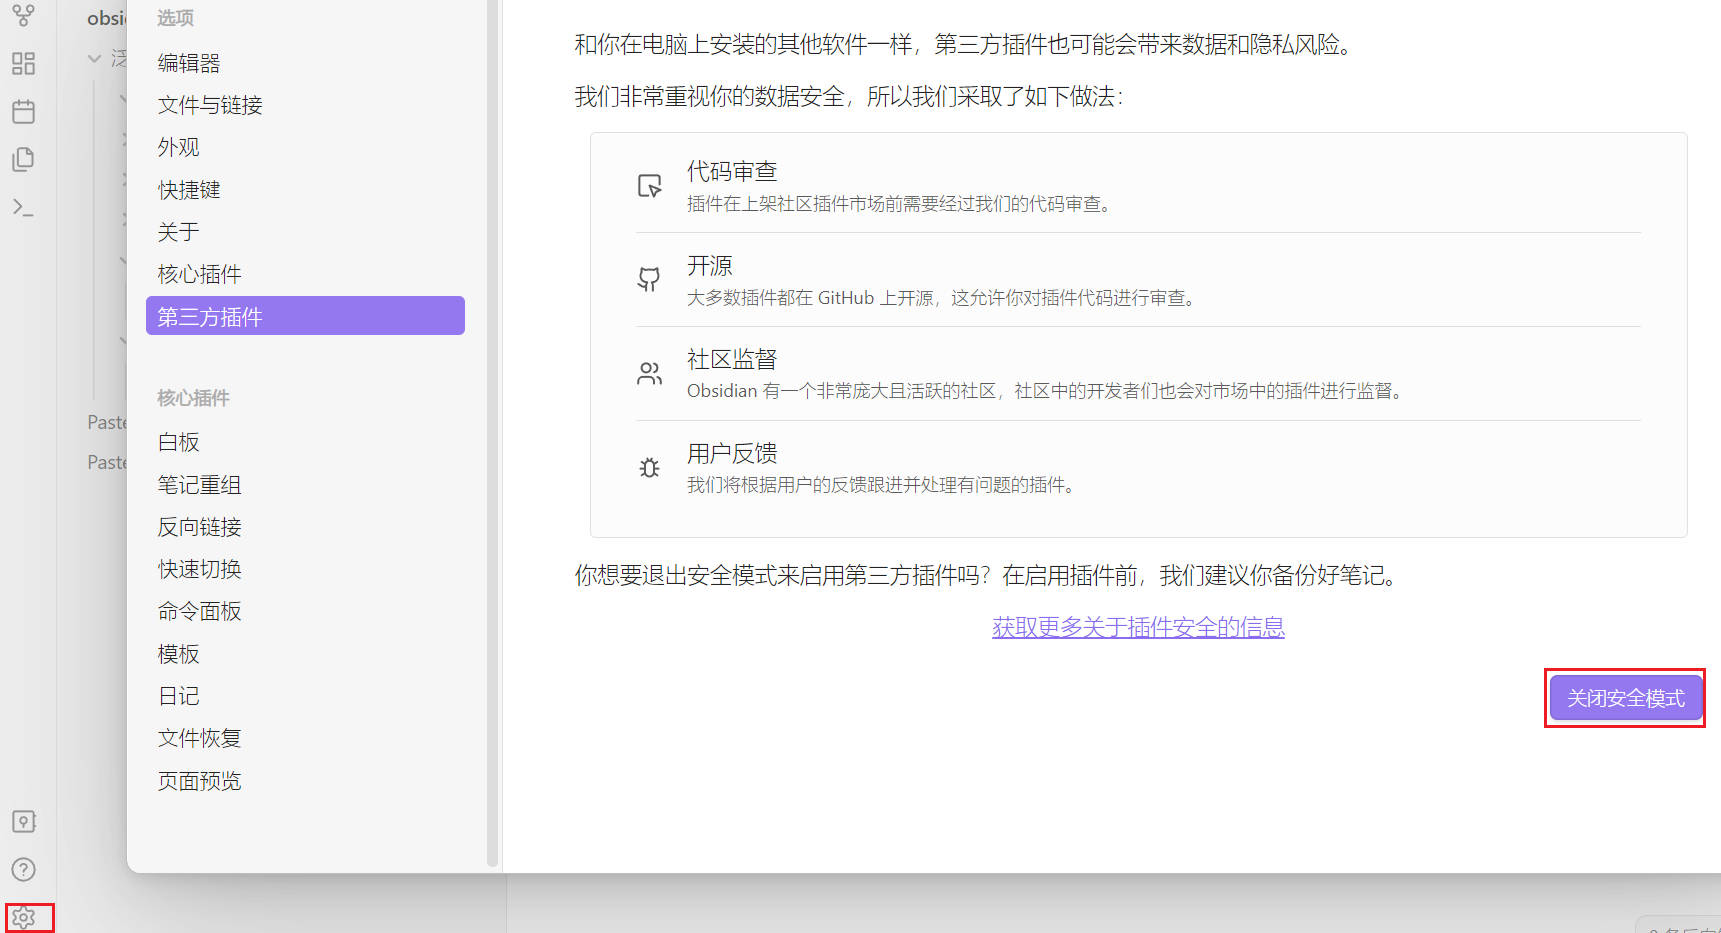 obsi
泛
Paste
Paste
选项
编辑器
文件与链接
外观
快捷键
关于
核心插件
第三方插件
核心插件
白板
笔记重组
反向链接
快速切换
命令面板
模板
日记
文件恢复
页面预览
和你在电脑上安装的其他软件一样，第三方插件也可能会带来数据和隐私风险。
我们非常重视你的数据安全，所以我们采取了如下做法：
代码审查
插件在上架社区插件市场前需要经过我们的代码审查。
开源
大多数插件都在 GitHub 上开源，这允许你对插件代码进行审查。
社区监督
Obsidian 有一个非常庞大且活跃的社区，社区中的开发者们也会对市场中的插件进行监督。
用户反馈
我们将根据用户的反馈跟进并处理有问题的插件。
你想要退出安全模式来启用第三方插件吗？在启用插件前，我们建议你备份好笔记。
获取更多关于插件安全的信息
关闭安全模式